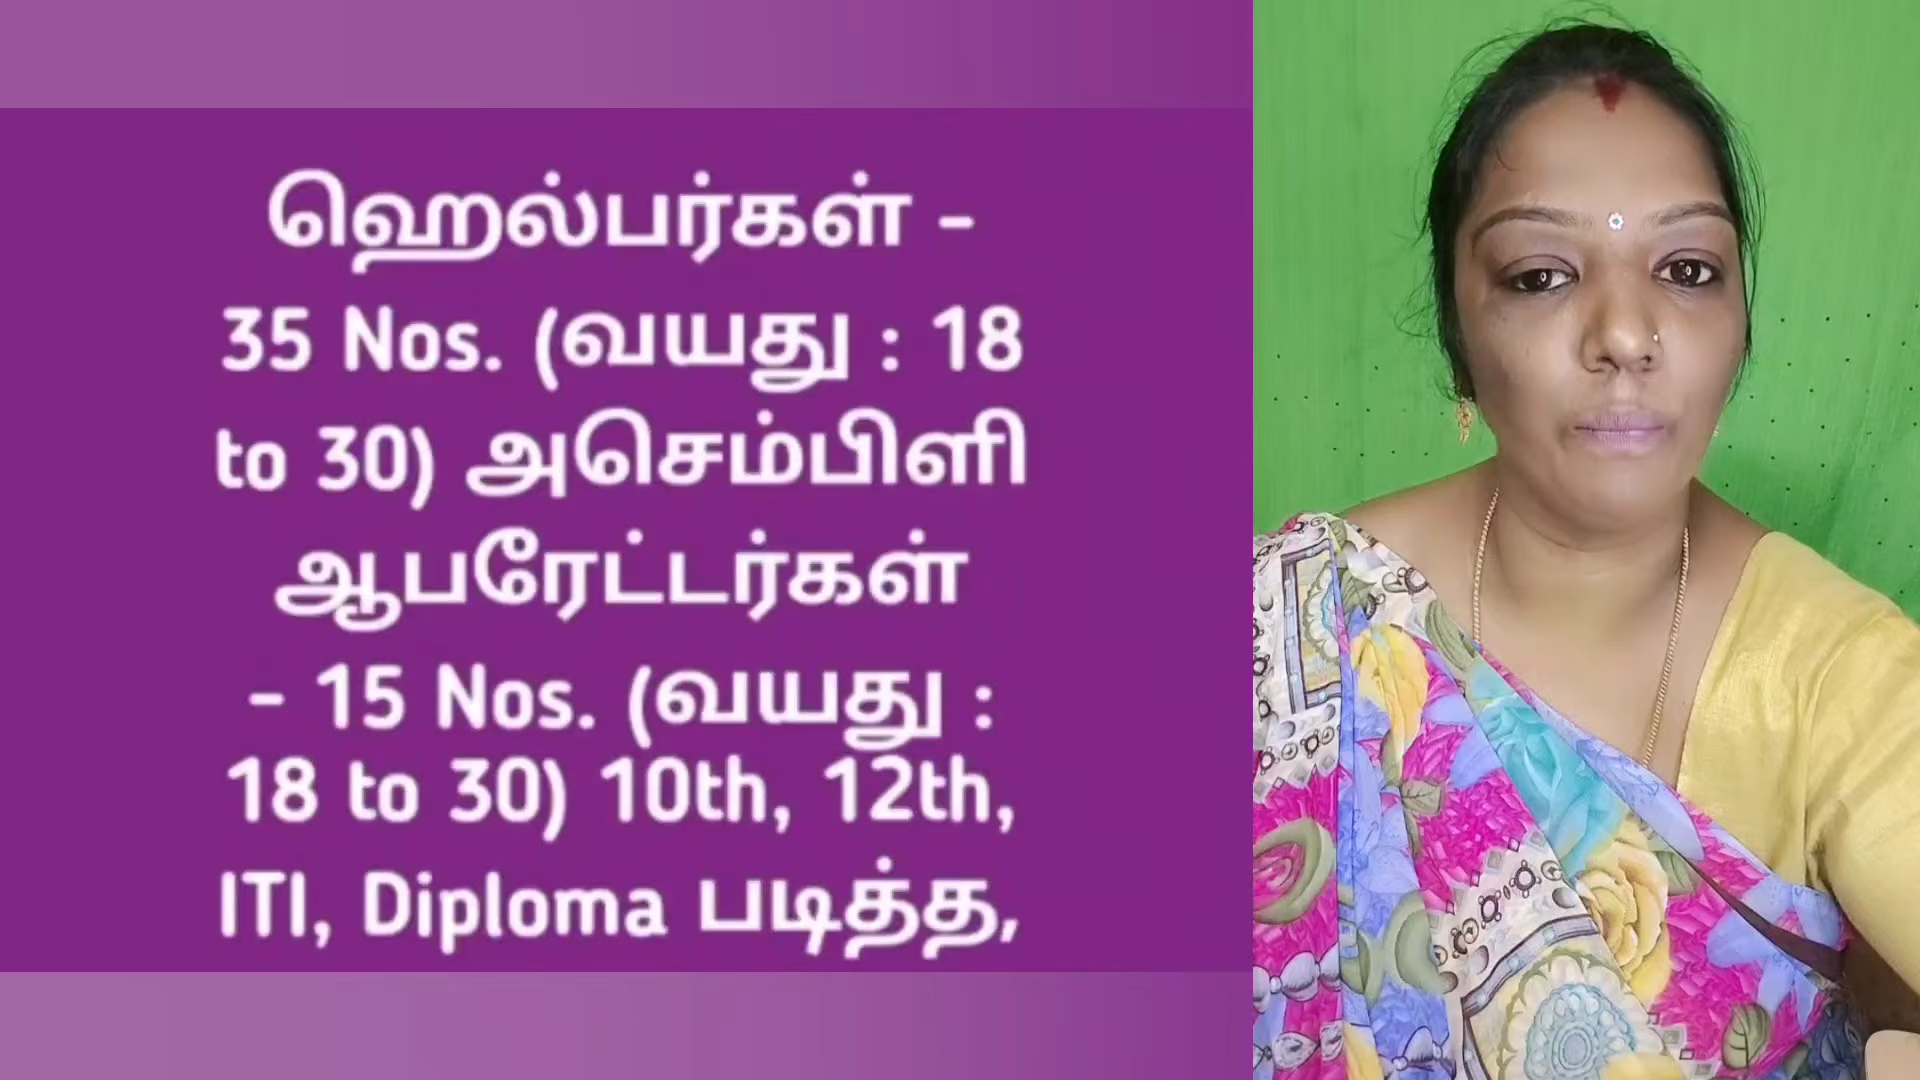 ஹெல்பர்கள் -
35 Nos. (வயது : 18
to 30) அசெம்பிளி
ஆபரேட்டர்கள்
- 15 Nos. (வயது :
18 to 30) 10th, 12th,
ITI, Diploma படித்த,